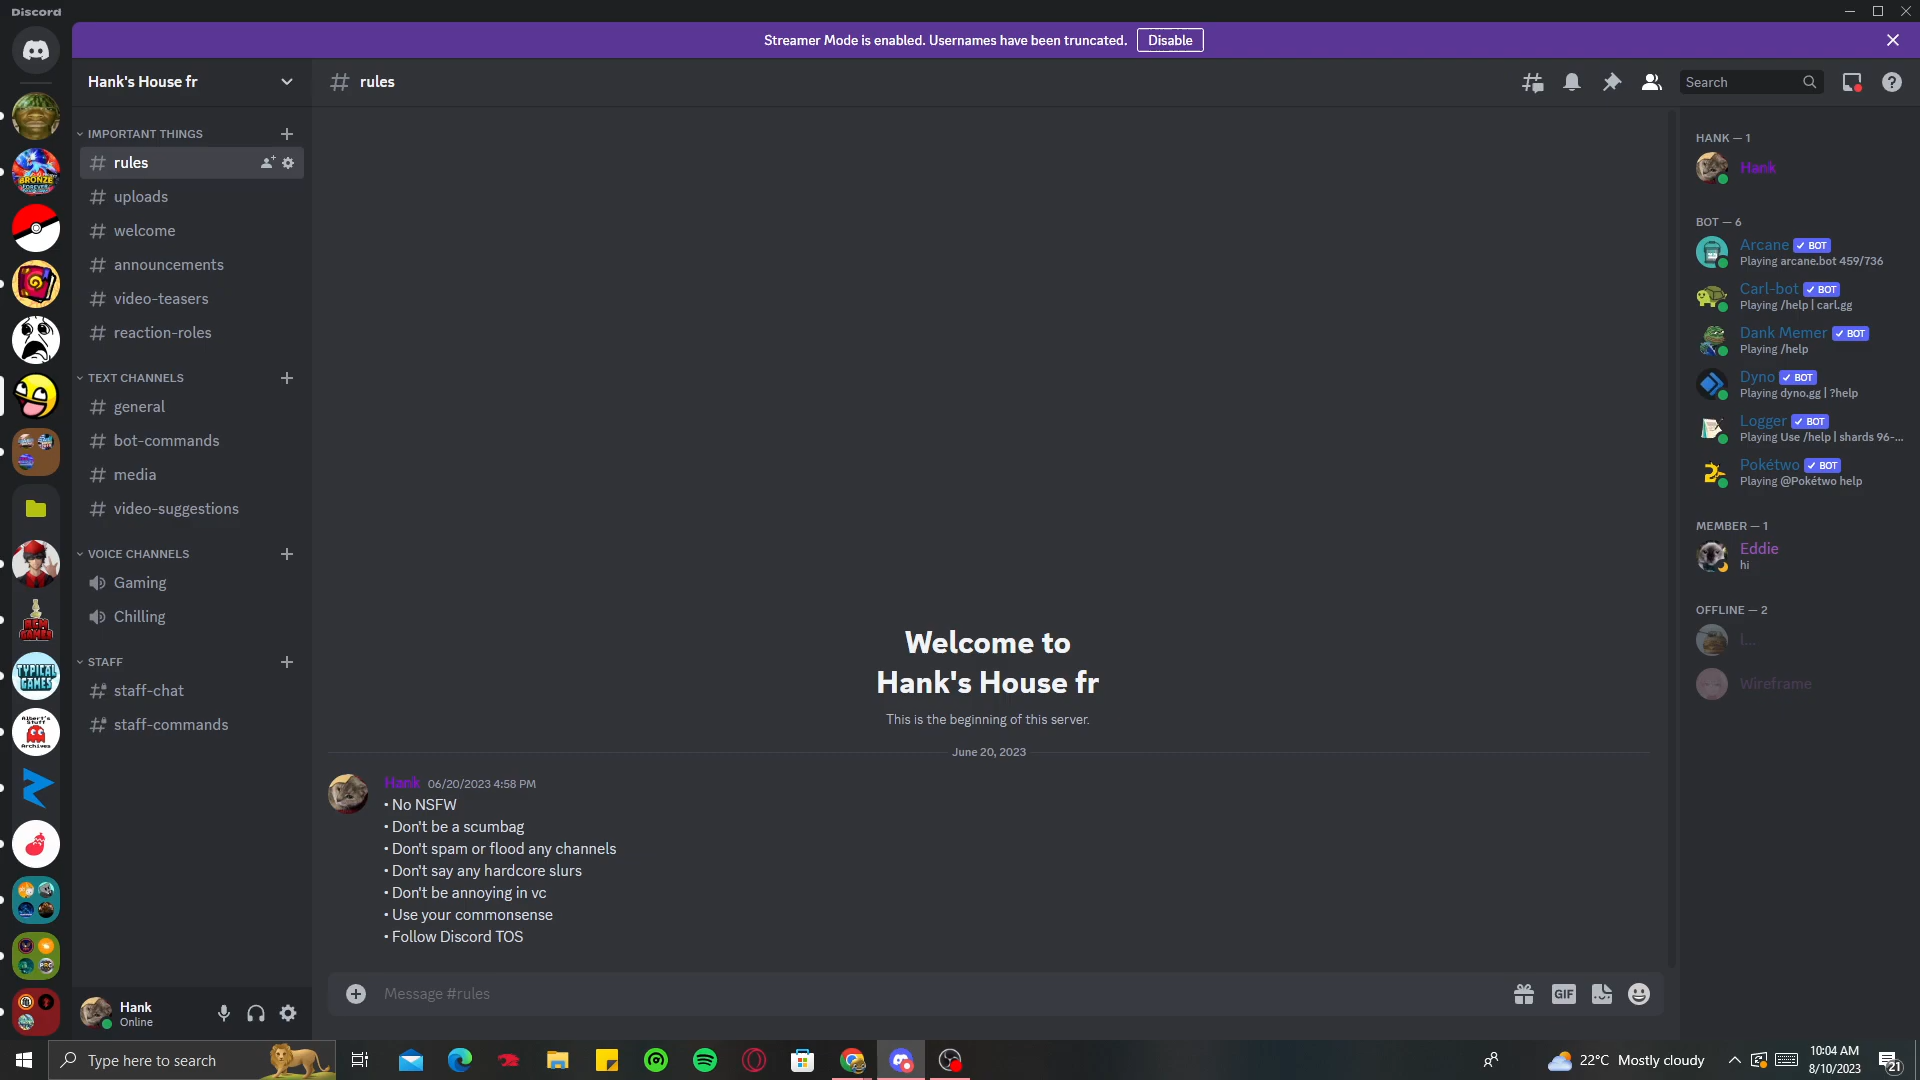 Discord
Streamer Mode is enabled. Usernames have been truncated. Disable
Hank's House fr
rules
Search
IMPORTANT THINGS
rules
uploads
welcome
announcements
video-teasers
reaction-roles
TEXT CHANNELS
general
bot-commands
media
video-suggestions
VOICE CHANNELS
Gaming
Chilling
STAFF
staff-chat
staff-commands
BRONZE
FOREVER
TYPICAL
GAMES
Albert's
Stuff
Archives
Welcome to
Hank's House fr
This is the beginning of this server.
June 20, 2023
Hank 06/20/2023 4:58 PM
• No NSFW
• Don't be a scumbag
• Don't spam or flood any channels
• Don't say any hardcore slurs
• Don't be annoying in vc
• Use your commonsense
• Follow Discord TOS
Message #rules
GIF
HANK — 1
Hank
BOT — 6
Arcane ✓ BOT
Playing arcane.bot 459/736
Carl-bot ✓ BOT
Playing /help | carl.gg
Dank Memer ✓ BOT
Playing /help
Dyno ✓ BOT
Playing dyno.gg | ?help
Logger ✓ BOT
Playing Use /help | shards 96-...
Pokétwo ✓ BOT
Playing @Pokétwo help
MEMBER — 1
Eddie
hi
OFFLINE — 2
I...
Wireframe
Hank
Online
Type here to search
22°C Mostly cloudy
10:04 AM
8/10/2023
21